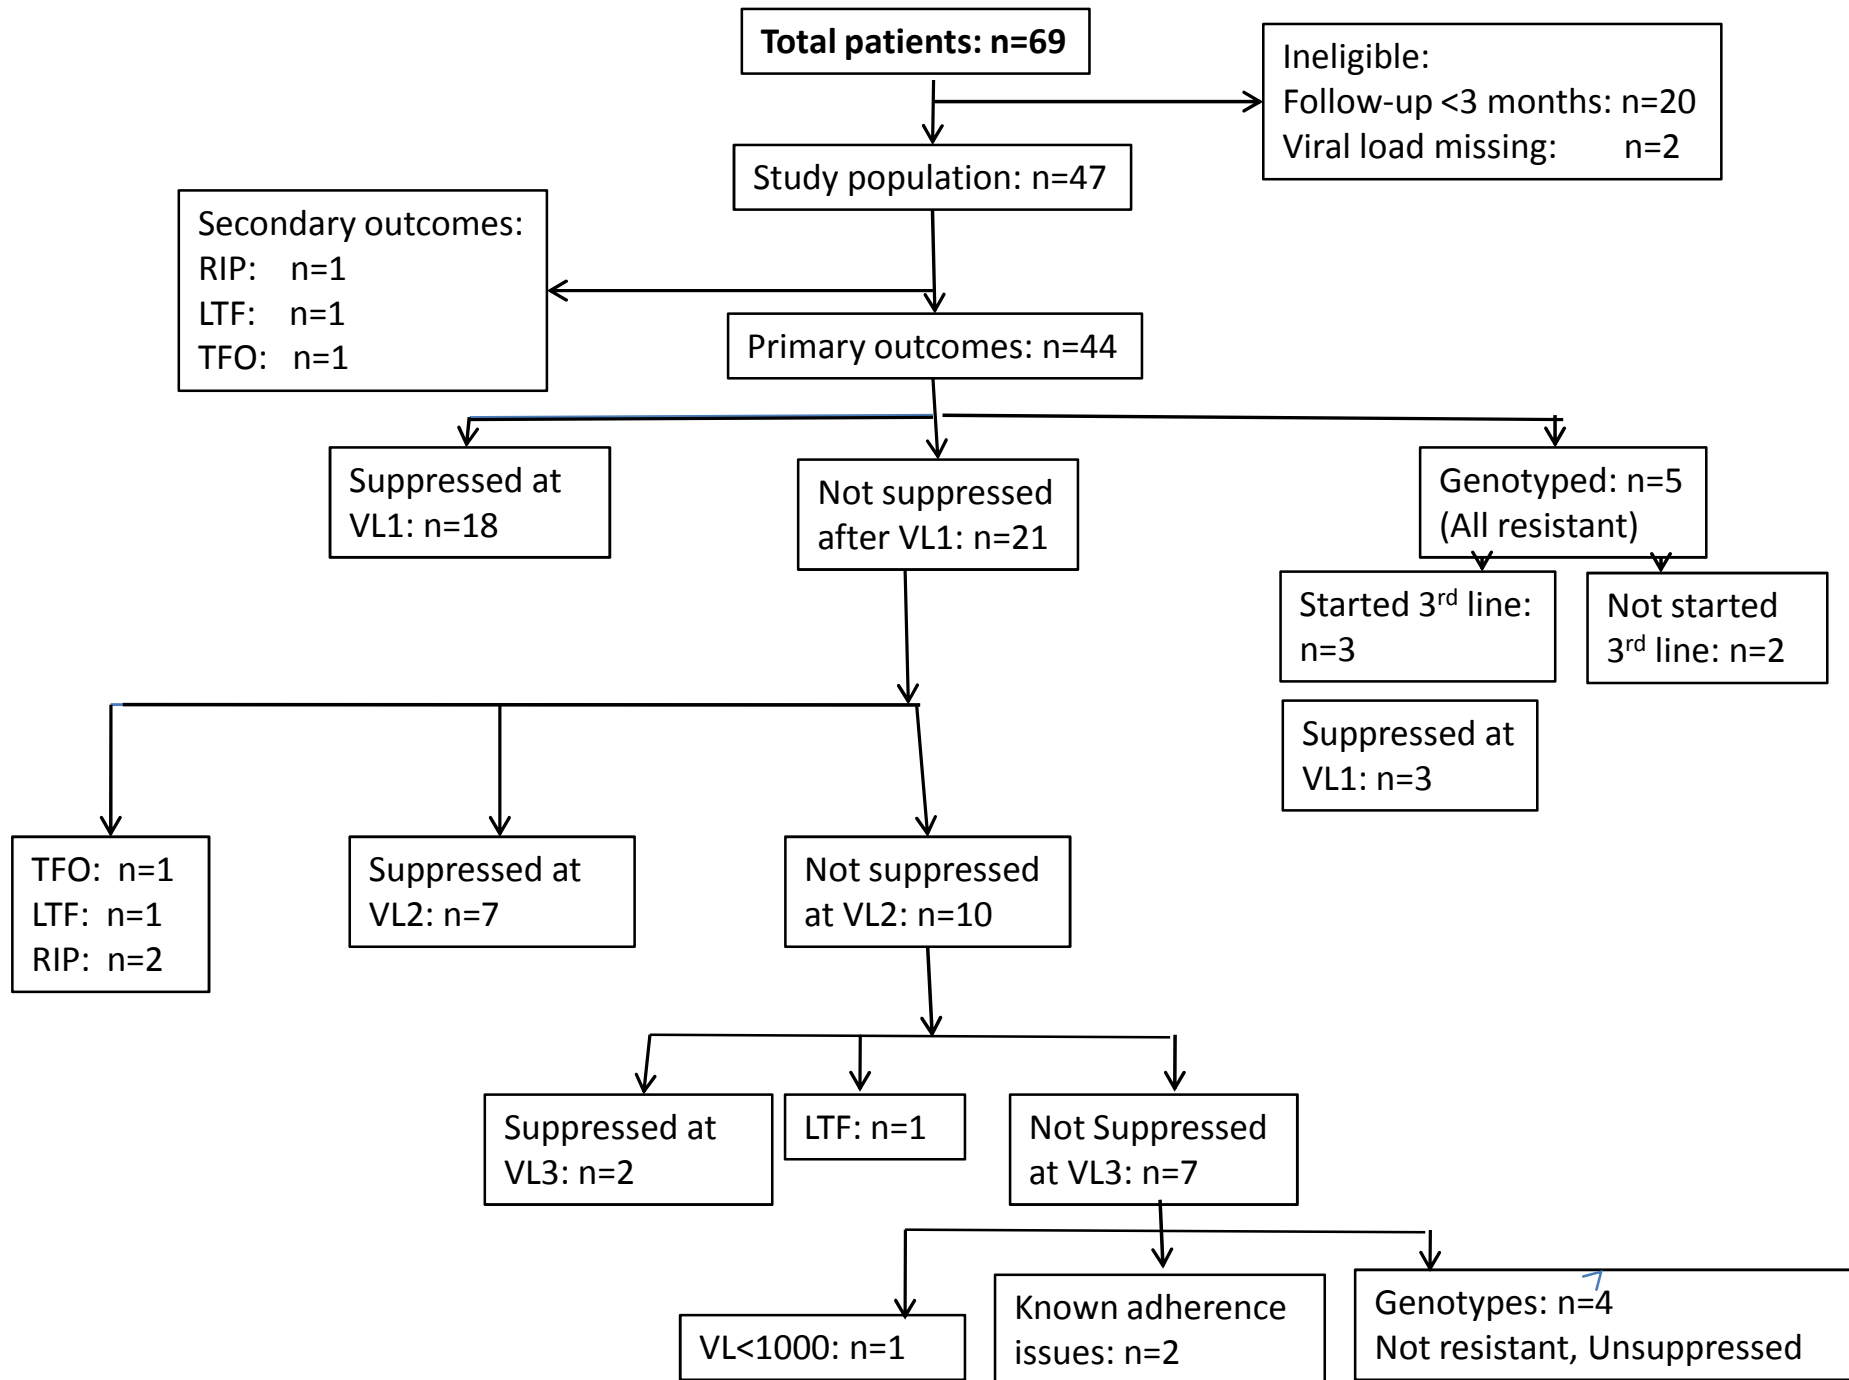 Total patients: n=69
Ineligible:
Follow-up <3 months: n=20
Viral load missing: n=2
Study population: n=47
Secondary outcomes:
RIP: n=1
LTF: n=1
TFO: n=1
Primary outcomes: n=44
Suppressed at
VL1: n=18
Not suppressed
after VL1: n=21
Genotyped: n=5
(All resistant)
Started 3rd line:
n=3
Not started
3rd line: n=2
Suppressed at
VL1: n=3
TFO: n=1
LTF: n=1
RIP: n=2
Suppressed at
VL2: n=7
Not suppressed
at VL2: n=10
Suppressed at
VL3: n=2
LTF: n=1
Not Suppressed
at VL3: n=7
VL<1000: n=1
Known adherence
issues: n=2
Genotypes: n=4
Not resistant, Unsuppressed